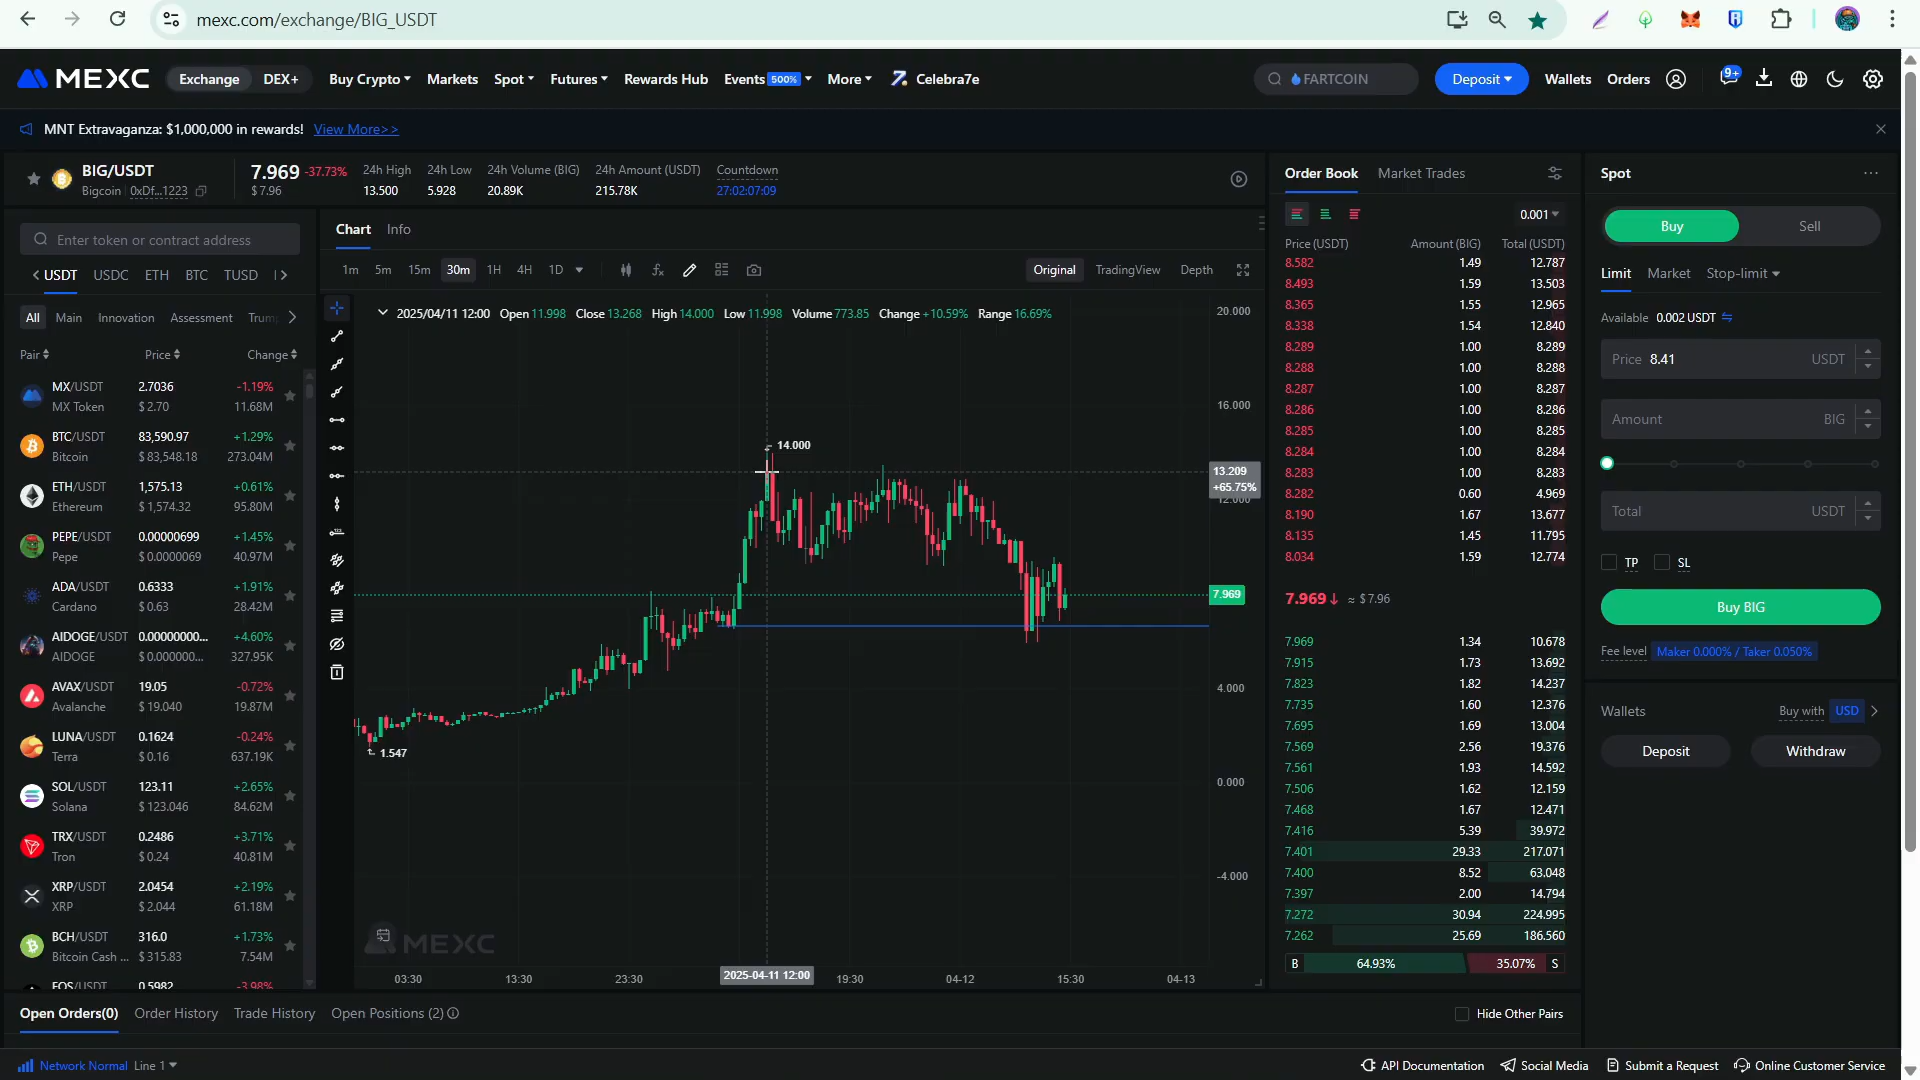 mexc.com/exchange/BIG_USDT
MEXC Exchange DEX+ Buy Crypto Markets Spot Futures Rewards Hub Events 500% More Celebra7e FARTCOIN Deposit Wallets Orders 9+
MNT Extravaganza: $1,000,000 in rewards! View More>>
BIG/USDT
Bigcoin 0xDf...1223
7.969 -37.73%
$ 7.96
24h High
13.500
24h Low
5.928
24h Volume (BIG)
20.89K
24h Amount (USDT)
215.78K
Countdown
27:02:07:09
Enter token or contract address
USDT USDC ETH BTC TUSD
All Main Innovation Assessment Trum
Pair Price Change
MX/USDT 2.7036 -1.19%
MX Token $ 2.70 11.68M
BTC/USDT 83,590.97 +1.29%
Bitcoin $ 83,548.18 273.04M
ETH/USDT 1,575.13 +0.61%
Ethereum $ 1,574.32 95.80M
PEPE/USDT 0.00000699 +1.45%
Pepe $ 0.0000069 40.97M
ADA/USDT 0.6333 +1.91%
Cardano $ 0.63 28.42M
AIDOGE/USDT 0.00000000... +4.60%
AIDOGE $ 0.000000... 327.95K
AVAX/USDT 19.05 -0.72%
Avalanche $ 19.040 19.87M
LUNA/USDT 0.1624 -0.24%
Terra $ 0.16 637.19K
SOL/USDT 123.11 +2.65%
Solana $ 123.046 84.62M
TRX/USDT 0.2486 +3.71%
Tron $ 0.24 40.81M
XRP/USDT 2.0454 +2.19%
XRP $ 2.044 61.18M
BCH/USDT 316.0 +1.73%
Bitcoin Cash ... $ 315.83 7.54M
EOS/USDT 0.5982 -3.98%
Chart Info
1m 5m 15m 30m 1H 4H 1D Original TradingView Depth
2025/04/11 12:00 Open 11.998 Close 13.268 High 14.000 Low 11.998 Volume 773.85 Change +10.59% Range 16.69%
20.000
16.000
14.000
13.209
+65.75%
12.000
7.969
4.000
1.547
0.000
-4.000
MEXC
03:30 13:30 23:30 2025-04-11 12:00 19:30 04-12 15:30 04-13
Order Book Market Trades
0.001
Price (USDT) Amount (BIG) Total (USDT)
8.582 1.49 12.787
8.493 1.59 13.503
8.365 1.55 12.965
8.338 1.54 12.840
8.289 1.00 8.289
8.288 1.00 8.288
8.287 1.00 8.287
8.286 1.00 8.286
8.285 1.00 8.285
8.284 1.00 8.284
8.283 1.00 8.283
8.282 0.60 4.969
8.190 1.67 13.677
8.135 1.45 11.795
8.034 1.59 12.774
7.969↓ ≈ $ 7.96
7.969 1.34 10.678
7.915 1.73 13.692
7.823 1.82 14.237
7.735 1.60 12.376
7.695 1.69 13.004
7.569 2.56 19.376
7.561 1.93 14.592
7.506 1.62 12.159
7.468 1.67 12.471
7.416 5.39 39.972
7.401 29.33 217.071
7.400 8.52 63.048
7.397 2.00 14.794
7.272 30.94 224.995
7.262 25.69 186.560
B 64.93% 35.07% S
Spot
Buy Sell
Limit Market Stop-limit
Available 0.002 USDT
Price 8.41 USDT
Amount BIG
Total USDT
TP SL
Buy BIG
Fee level Maker 0.000% / Taker 0.050%
Wallets Buy with USD
Deposit Withdraw
Open Orders(0) Order History Trade History Open Positions (2) Hide Other Pairs
Network Normal Line 1 API Documentation Social Media Submit a Request Online Customer Service